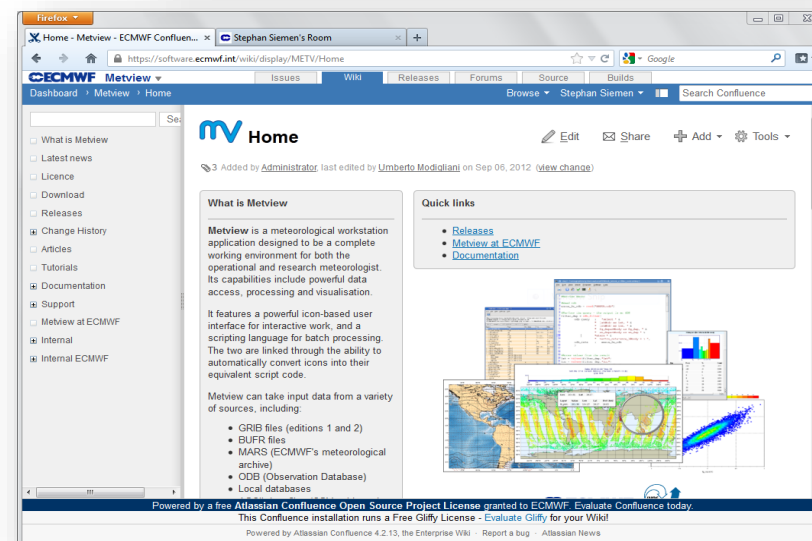 Firefox
Home - Metview - ECMWF Confluen... × Stephan Siemen's Room × +
https://software.ecmwf.int/wiki/display/METV/Home Google
ECMWF Metview Issues Wiki Releases Forums Source Builds
Dashboard › Metview › Home Browse Stephan Siemen Search Confluence
Sea
What is Metview
Latest news
Licence
Download
Releases
Change History
Articles
Tutorials
Documentation
Support
Metview at ECMWF
Internal
Internal ECMWF
mv Home Edit Share Add Tools
3 Added by Administrator, last edited by Umberto Modigliani on Sep 06, 2012 (view change)
What is Metview
Metview is a meteorological workstation
application designed to be a complete
working environment for both the
operational and research meteorologist.
Its capabilities include powerful data
access, processing and visualisation.
It features a powerful icon-based user
interface for interactive work, and a
scripting language for batch processing.
The two are linked through the ability to
automatically convert icons into their
equivalent script code.
Metview can take input data from a variety
of sources, including:
• GRIB files (editions 1 and 2)
• BUFR files
• MARS (ECMWF's meteorological
archive)
• ODB (Observation Database)
• Local databases
Quick links
• Releases
• Metview at ECMWF
• Documentation
Powered by a free Atlassian Confluence Open Source Project License granted to ECMWF. Evaluate Confluence today.
This Confluence installation runs a Free Gliffy License - Evaluate Gliffy for your Wiki!
Powered by Atlassian Confluence 4.2.13, the Enterprise Wiki · Report a bug · Atlassian News